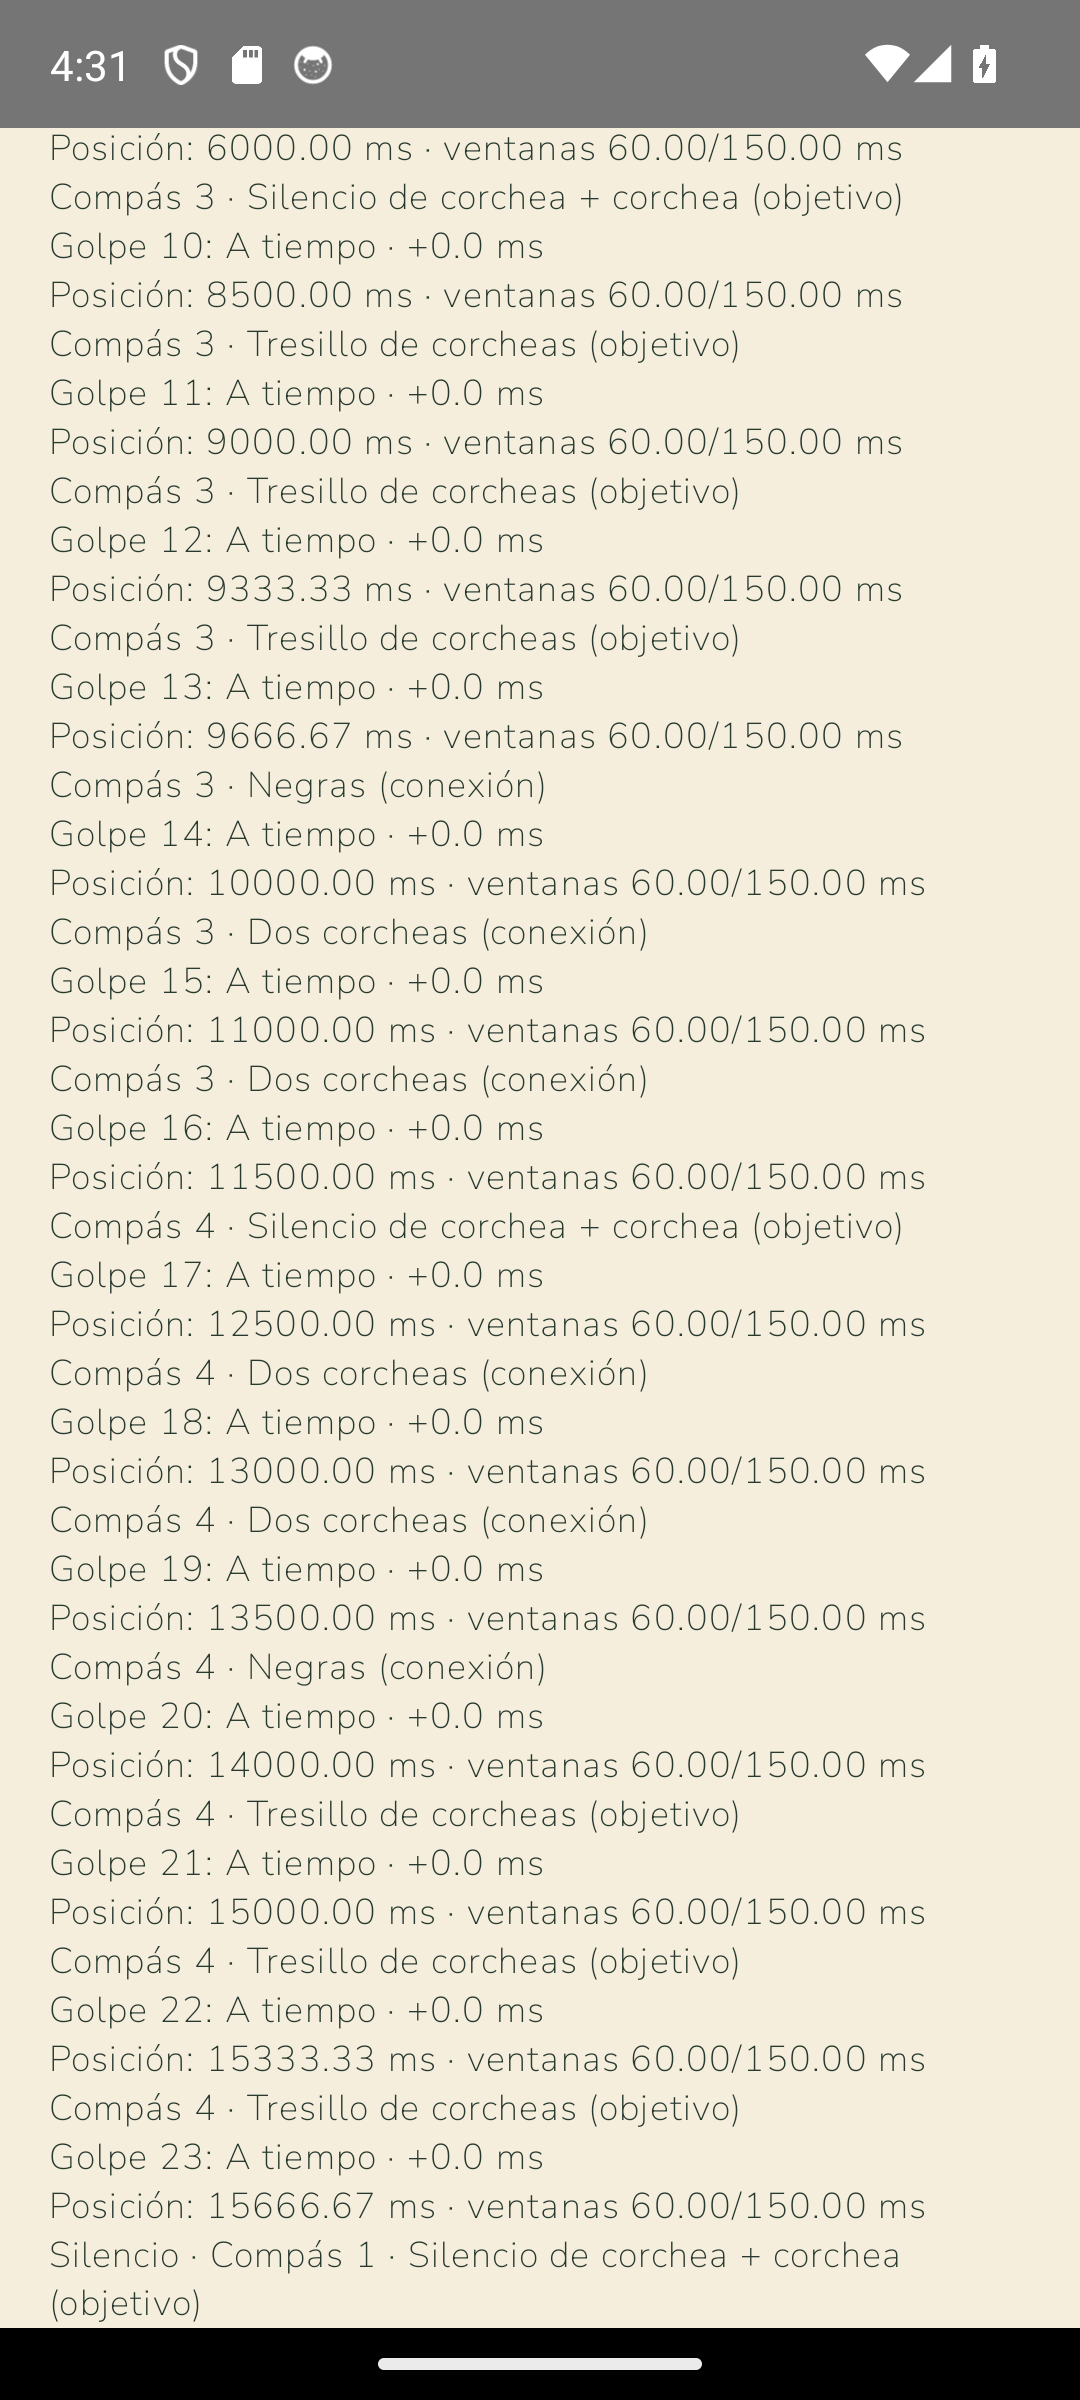 4:31
Posición: 6000.00 ms · ventanas 60.00/150.00 ms
Compás 3 · Silencio de corchea + corchea (objetivo)
Golpe 10: A tiempo · +0.0 ms
Posición: 8500.00 ms · ventanas 60.00/150.00 ms
Compás 3 · Tresillo de corcheas (objetivo)
Golpe 11: A tiempo · +0.0 ms
Posición: 9000.00 ms · ventanas 60.00/150.00 ms
Compás 3 · Tresillo de corcheas (objetivo)
Golpe 12: A tiempo · +0.0 ms
Posición: 9333.33 ms · ventanas 60.00/150.00 ms
Compás 3 · Tresillo de corcheas (objetivo)
Golpe 13: A tiempo · +0.0 ms
Posición: 9666.67 ms · ventanas 60.00/150.00 ms
Compás 3 · Negras (conexión)
Golpe 14: A tiempo · +0.0 ms
Posición: 10000.00 ms · ventanas 60.00/150.00 ms
Compás 3 · Dos corcheas (conexión)
Golpe 15: A tiempo · +0.0 ms
Posición: 11000.00 ms · ventanas 60.00/150.00 ms
Compás 3 · Dos corcheas (conexión)
Golpe 16: A tiempo · +0.0 ms
Posición: 11500.00 ms · ventanas 60.00/150.00 ms
Compás 4 · Silencio de corchea + corchea (objetivo)
Golpe 17: A tiempo · +0.0 ms
Posición: 12500.00 ms · ventanas 60.00/150.00 ms
Compás 4 · Dos corcheas (conexión)
Golpe 18: A tiempo · +0.0 ms
Posición: 13000.00 ms · ventanas 60.00/150.00 ms
Compás 4 · Dos corcheas (conexión)
Golpe 19: A tiempo · +0.0 ms
Posición: 13500.00 ms · ventanas 60.00/150.00 ms
Compás 4 · Negras (conexión)
Golpe 20: A tiempo · +0.0 ms
Posición: 14000.00 ms · ventanas 60.00/150.00 ms
Compás 4 · Tresillo de corcheas (objetivo)
Golpe 21: A tiempo · +0.0 ms
Posición: 15000.00 ms · ventanas 60.00/150.00 ms
Compás 4 · Tresillo de corcheas (objetivo)
Golpe 22: A tiempo · +0.0 ms
Posición: 15333.33 ms · ventanas 60.00/150.00 ms
Compás 4 · Tresillo de corcheas (objetivo)
Golpe 23: A tiempo · +0.0 ms
Posición: 15666.67 ms · ventanas 60.00/150.00 ms
Silencio · Compás 1 · Silencio de corchea + corchea
(objetivo)